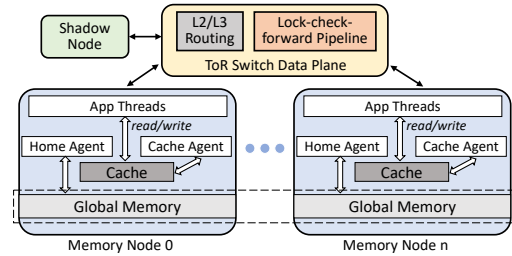 Shadow
Node
L2/L3
Routing
Lock-check-
forward Pipeline
ToR Switch Data Plane
App Threads
read/write
Home Agent
Cache Agent
Cache
Global Memory
Memory Node 0
App Threads
read/write
Home Agent
Cache Agent
Cache
Global Memory
Memory Node n